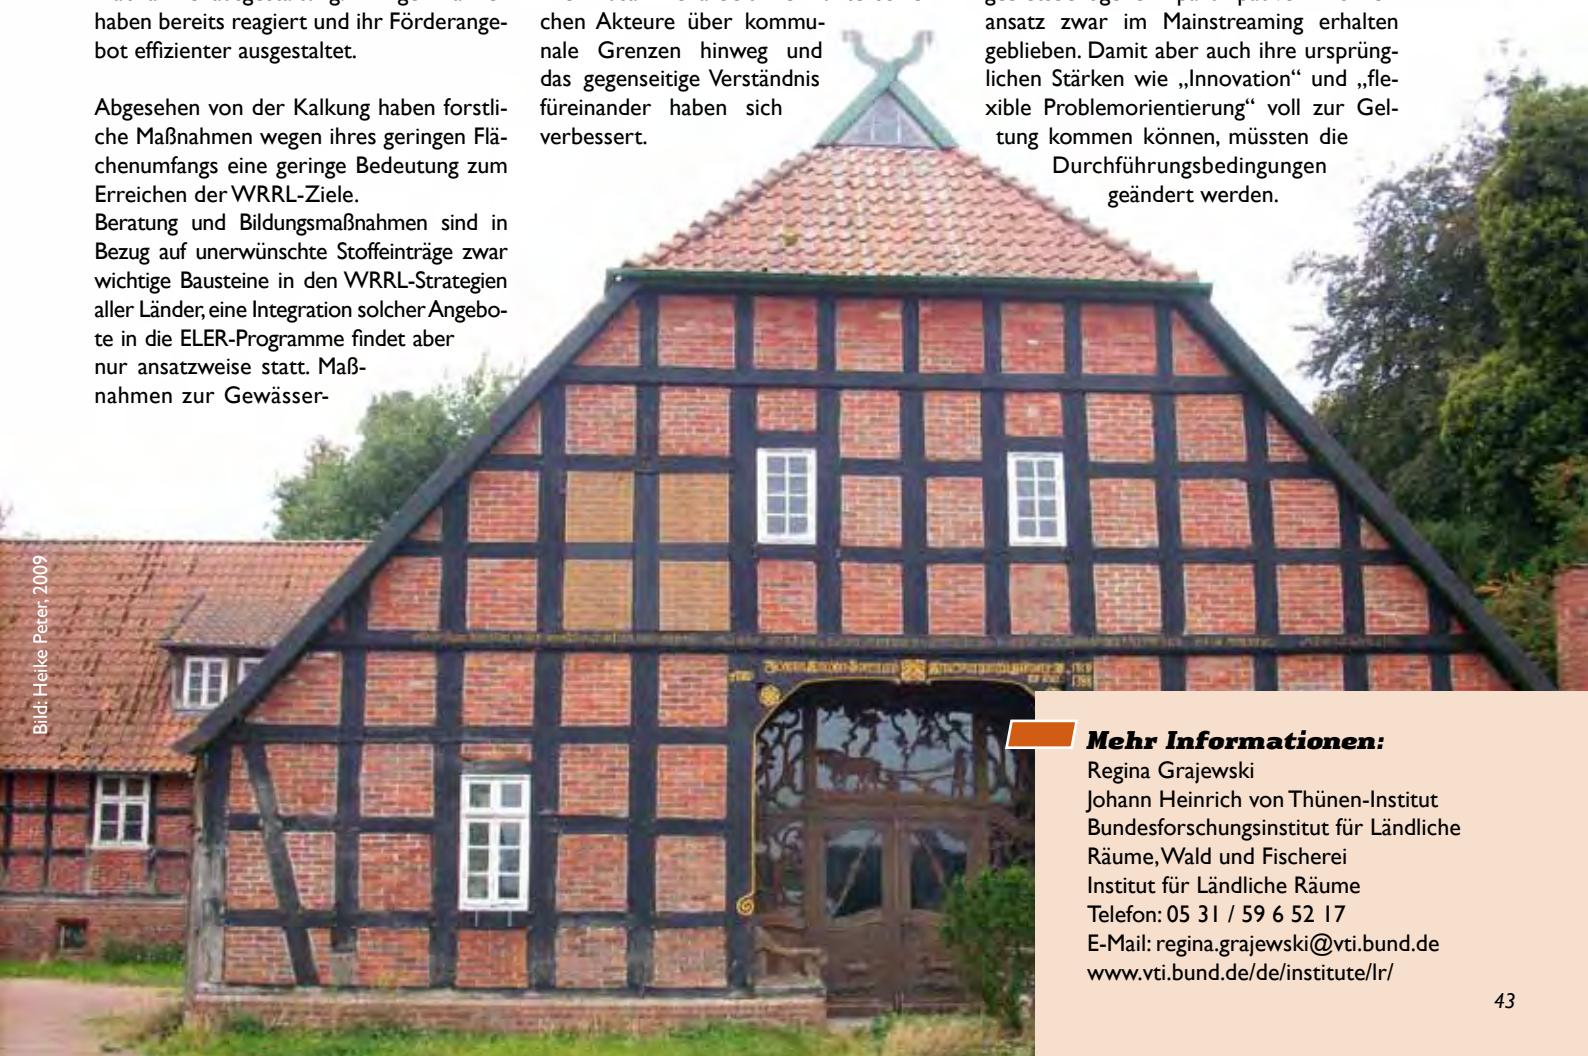 haben bereits reagiert und ihr Förderange-
bot effizienter ausgestaltet.
Abgesehen von der Kalkung haben forstli-
che Maßnahmen wegen ihres geringen Flä-
chenumfangs eine geringe Bedeutung zum
Erreichen der WRRL-Ziele.
Beratung und Bildungsmaßnahmen sind in
Bezug auf unerwünschte Stoffeinträge zwar
wichtige Bausteine in den WRRL-Strategien
aller Länder, eine Integration solcher Angebo-
te in die ELER-Programme findet aber
nur ansatzweise statt. Maß-
nahmen zur Gewässer-
chen Akteure über kommu-
nale Grenzen hinweg und
das gegenseitige Verständnis
füreinander haben sich
verbessert.
ansatz zwar im Mainstreaming erhalten
geblieben. Damit aber auch ihre ursprüng-
lichen Stärken wie „Innovation“ und „fle-
xible Problemorientierung“ voll zur Gel-
tung kommen können, müssten die
Durchführungsbedingungen
geändert werden.
Bild: Heike Peter, 2009
Mehr Informationen:
Regina Grajewski
Johann Heinrich von Thünen-Institut
Bundesforschungsinstitut für Ländliche
Räume, Wald und Fischerei
Institut für Ländliche Räume
Telefon: 05 31 / 59 6 52 17
E-Mail: regina.grajewski@vti.bund.de
www.vti.bund.de/de/institute/lr/
43